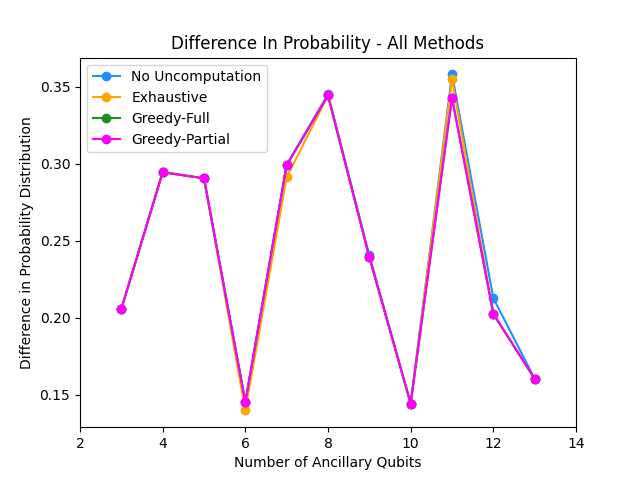 Difference In Probability - All Methods
No Uncomputation
Exhaustive
Greedy-Full
Greedy-Partial
Difference in Probability Distribution
0.35
0.30
0.25
0.20
0.15
2 4 6 8 10 12 14
Number of Ancillary Qubits